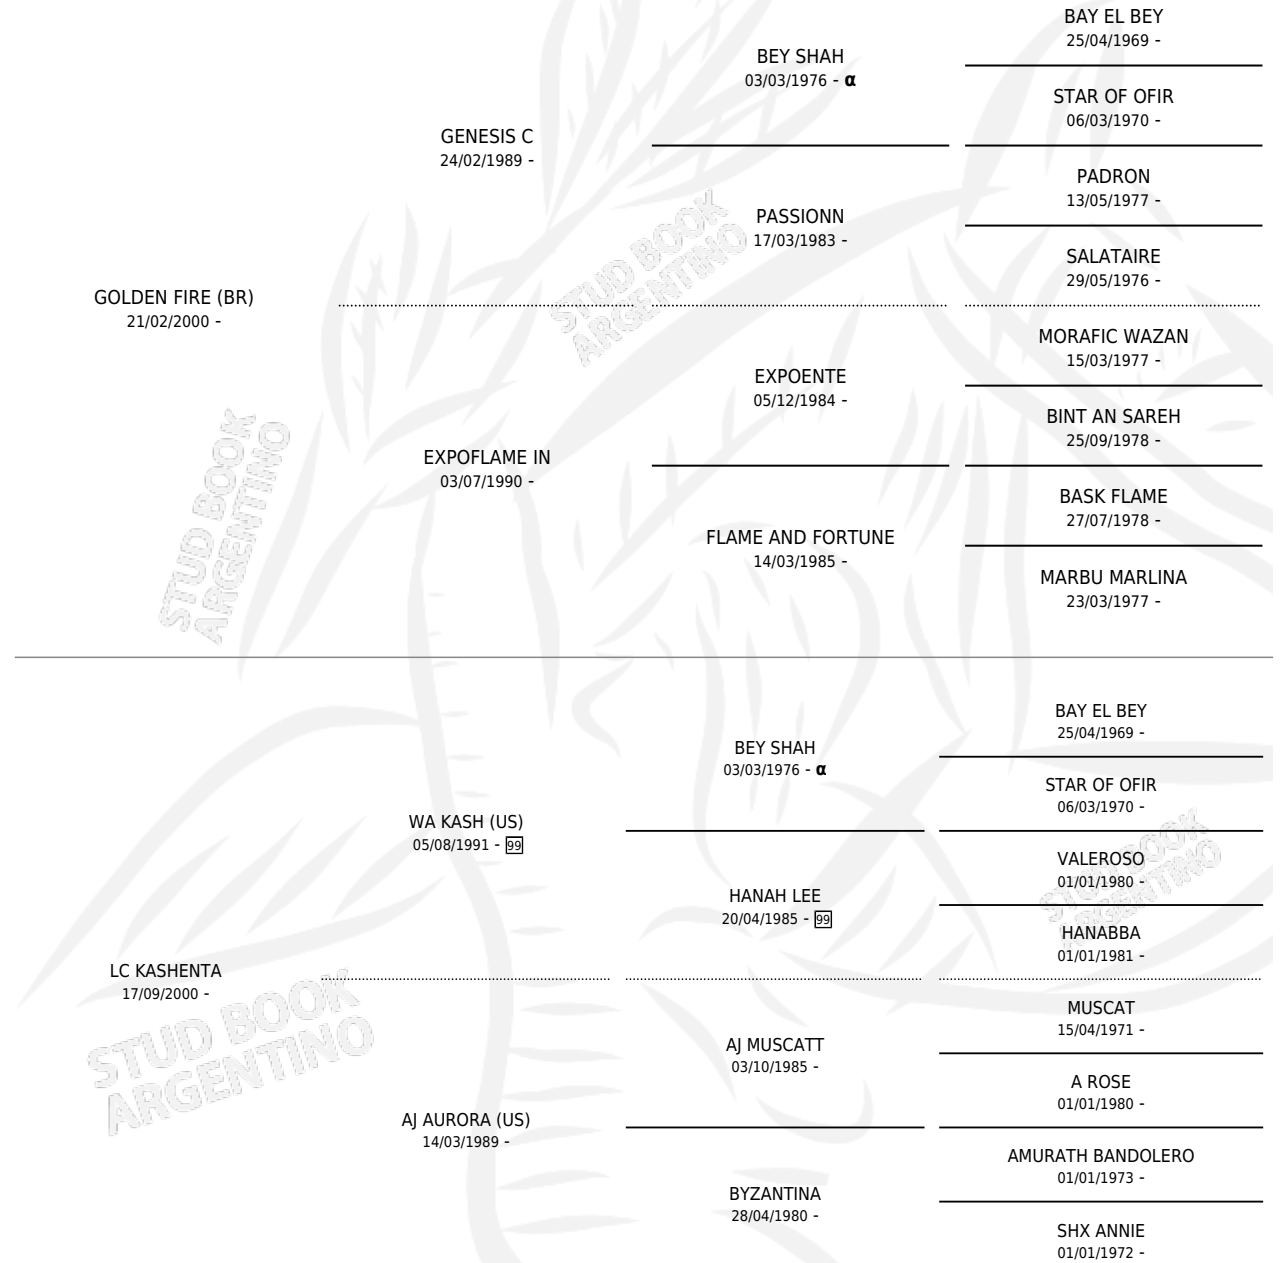 BAY EL BEY
25/04/1969 -
BEY SHAH
03/03/1976 - α
STAR OF OFIR
06/03/1970 -
GENESIS C
24/02/1989 -
PADRON
13/05/1977 -
PASSIONN
17/03/1983 -
SALATAIRE
29/05/1976 -
GOLDEN FIRE (BR)
21/02/2000 -
MORAFIC WAZAN
15/03/1977 -
EXPOENTE
05/12/1984 -
BINT AN SAREH
25/09/1978 -
EXPOFLAME IN
03/07/1990 -
BASK FLAME
27/07/1978 -
FLAME AND FORTUNE
14/03/1985 -
MARBU MARLINA
23/03/1977 -
STUD BOOK
ARGENTINO
STUD BOOK
ARGENTINO
BAY EL BEY
25/04/1969 -
BEY SHAH
03/03/1976 - α
STAR OF OFIR
06/03/1970 -
WA KASH (US)
05/08/1991 - 99
VALEROSO
01/01/1980 -
HANAH LEE
20/04/1985 - 99
HANABBA
01/01/1981 -
LC KASHENTA
17/09/2000 -
MUSCAT
15/04/1971 -
AJ MUSCATT
03/10/1985 -
A ROSE
01/01/1980 -
AJ AURORA (US)
14/03/1989 -
AMURATH BANDOLERO
01/01/1973 -
BYZANTINA
28/04/1980 -
SHX ANNIE
01/01/1972 -
STUD BOOK
ARGENTINO
STUD BOOK
ARGENTINO